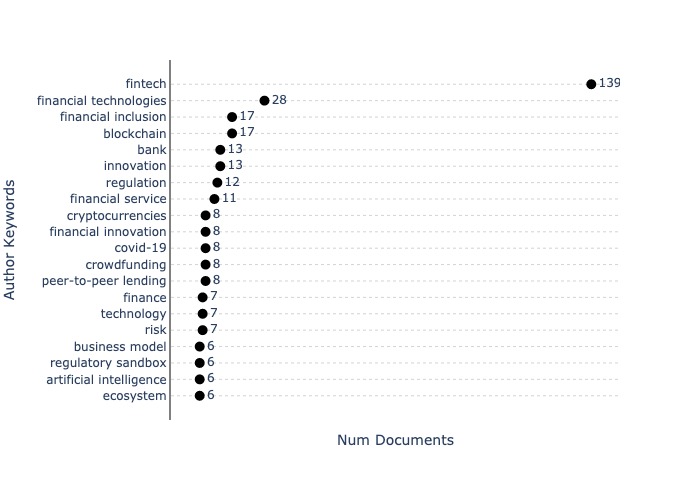 Author Keywords
fintech 139
financial technologies 28
financial inclusion 17
blockchain 17
bank 13
innovation 13
regulation 12
financial service 11
cryptocurrencies 8
financial innovation 8
covid-19 8
crowdfunding 8
peer-to-peer lending 8
finance 7
technology 7
risk 7
business model 6
regulatory sandbox 6
artificial intelligence 6
ecosystem 6
Num Documents